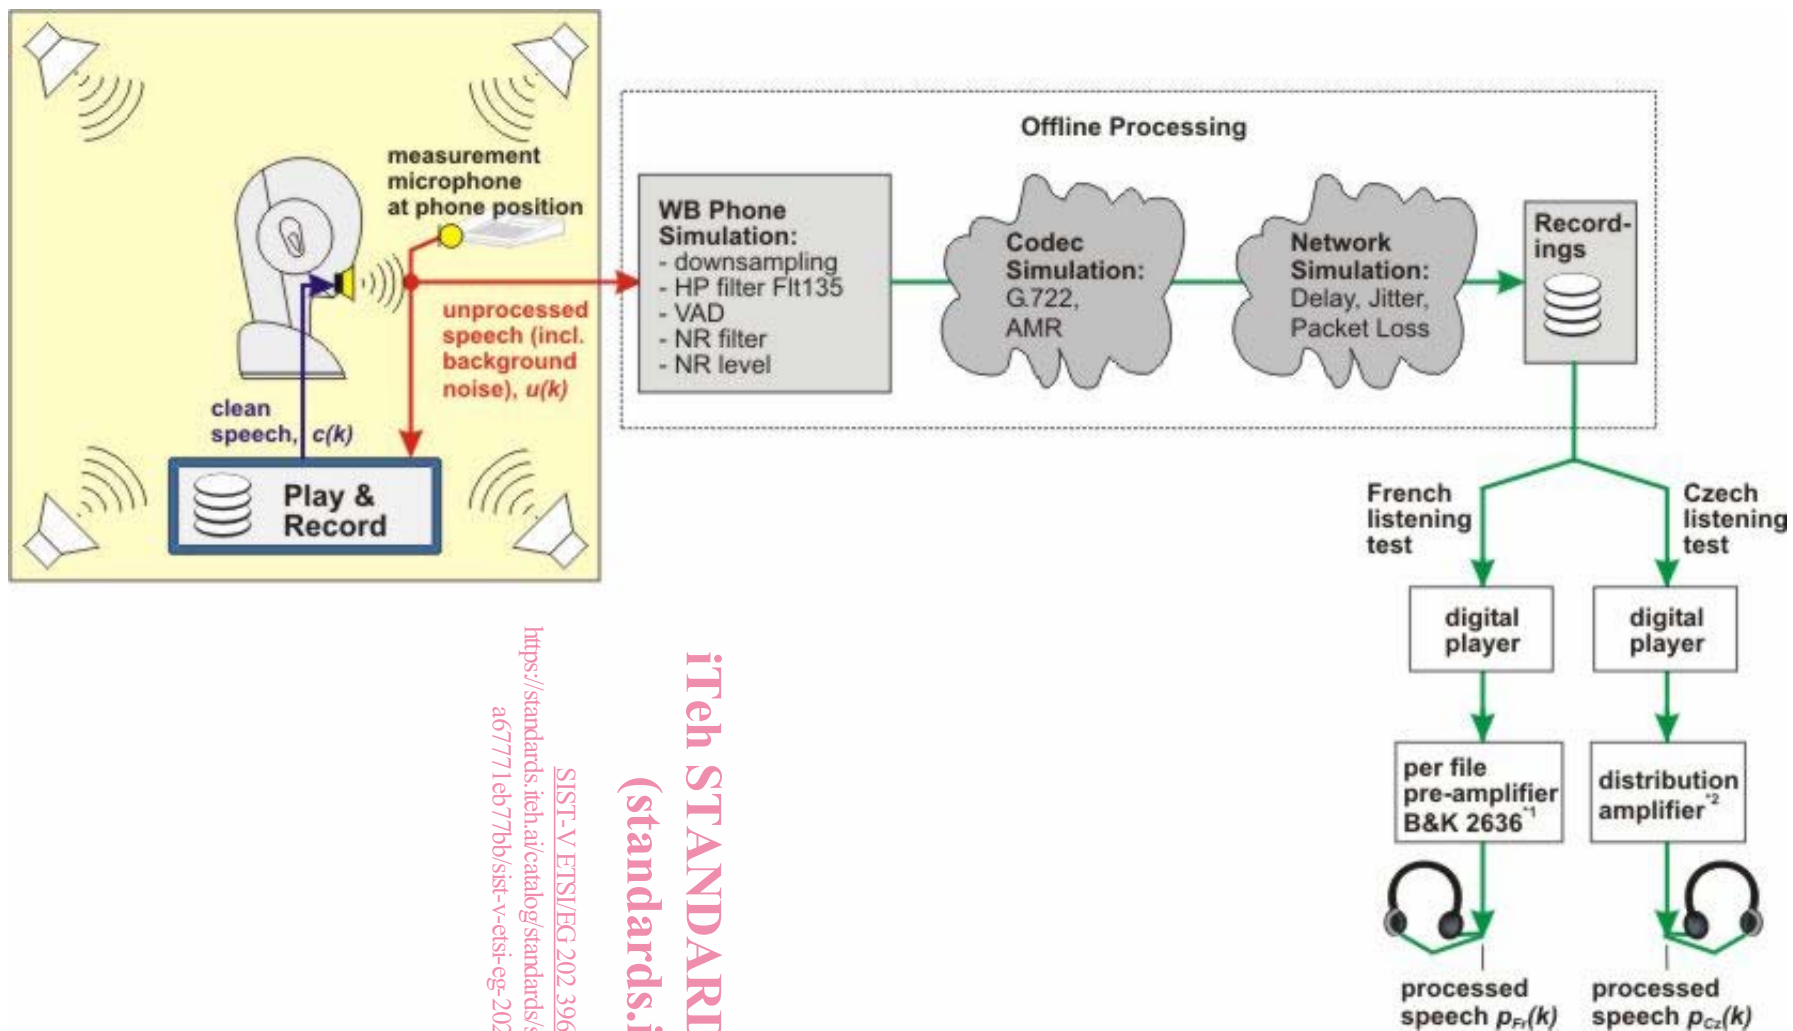 measurement
microphone
at phone position
unprocessed
speech (incl.
background
noise), u(k)
clean
speech, c(k)
Play &
Record
Offline Processing
WB Phone
Simulation:
- downsampling
- HP filter Flt135
- VAD
- NR filter
- NR level
Codec
Simulation:
G.722,
AMR
Network
Simulation:
Delay, Jitter,
Packet Loss
Record-
ings
French
listening
test
Czech
listening
test
digital
player
digital
player
per file
pre-amplifier
B&K 2636*1
distribution
amplifier*2
processed
speech pFr(k)
processed
speech pCz(k)
iTeh STANDARD
(standards.i
SIST-V ETSI/EG 202 396
https://standards.iteh.ai/catalog/standards/s
a67771eb77bb/sist-v-etsi-eg-202